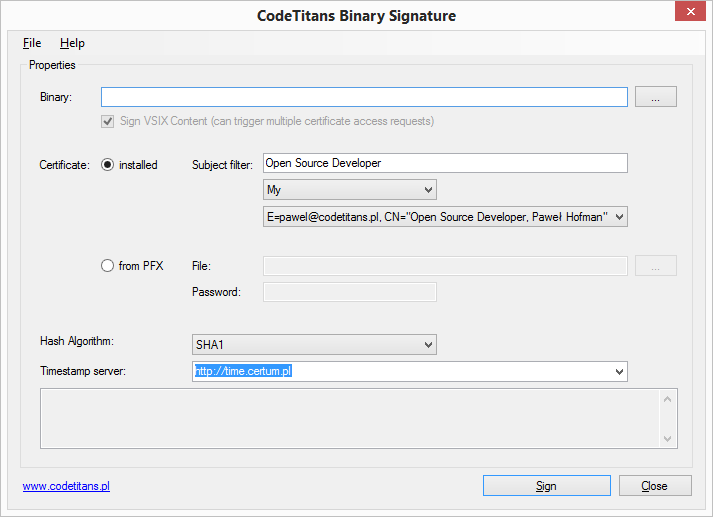 CodeTitans Binary Signature
File Help
Properties
Binary: ...
Sign VSIX Content (can trigger multiple certificate access requests)
Certificate: installed Subject filter: Open Source Developer
My
E=pawel@codetitans.pl, CN="Open Source Developer, Paweł Hofman"
from PFX File: ...
Password:
Hash Algorithm: SHA1
Timestamp server: http://time.certum.pl
www.codetitans.pl Sign Close